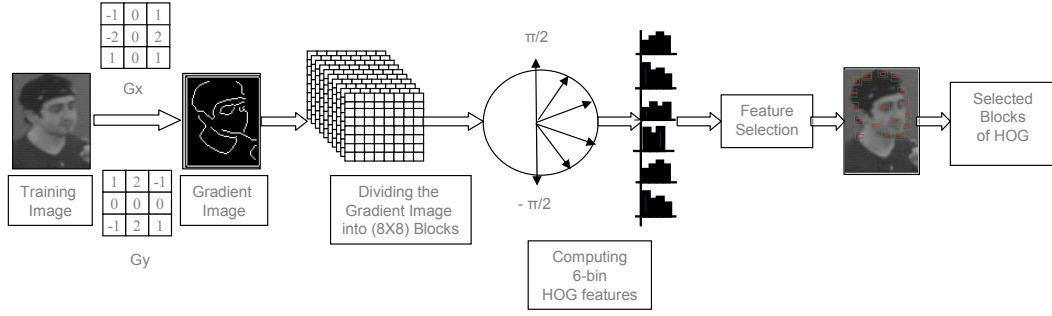 -1 0 1
-2 0 2
1 0 1
Gx
Training
Image
1 2 -1
0 0 0
-1 2 1
Gy
Gradient
Image
Dividing the
Gradient Image
into (8X8) Blocks
π/2
- π/2
Computing
6-bin
HOG features
Feature
Selection
Selected
Blocks
of HOG